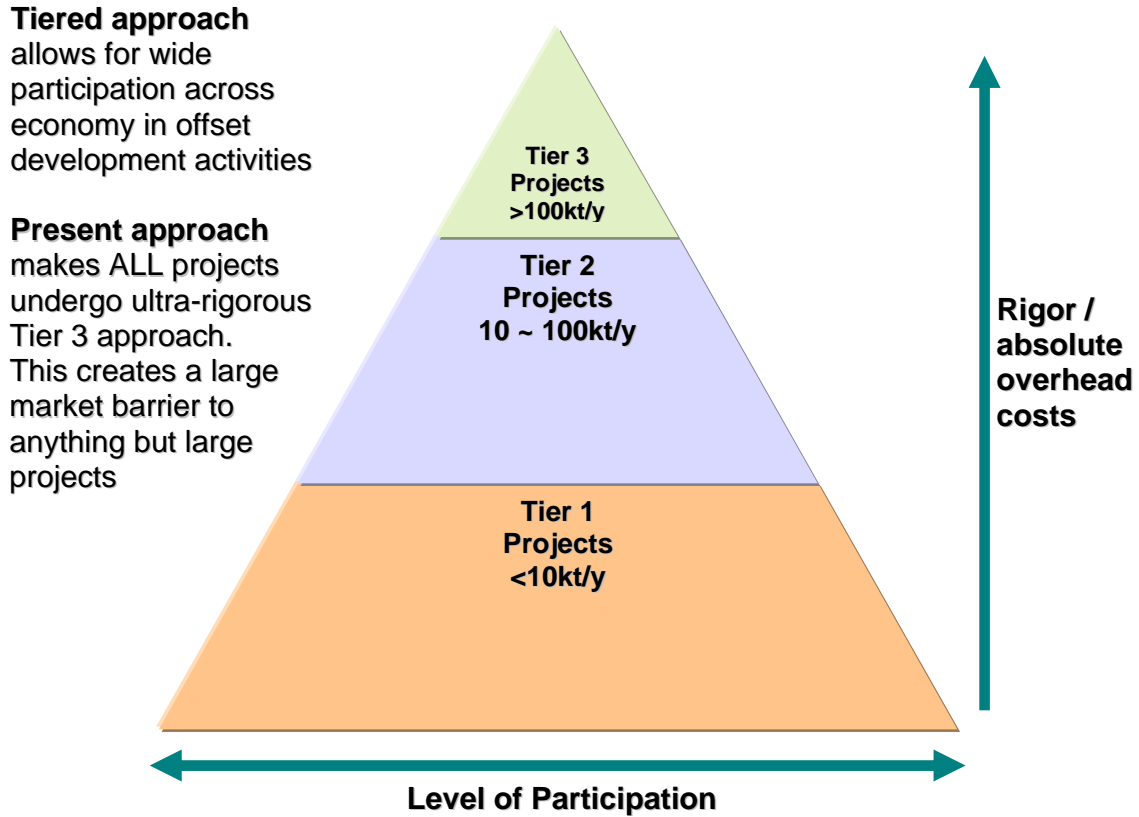 Tiered approach
allows for wide
participation across
economy in offset
development activities
Present approach
makes ALL projects
undergo ultra-rigorous
Tier 3 approach.
This creates a large
market barrier to
anything but large
projects
Tier 3
Projects
>100kt/y
Tier 2
Projects
10 ~ 100kt/y
Tier 1
Projects
<10kt/y
Rigor /
absolute
overhead
costs
Level of Participation